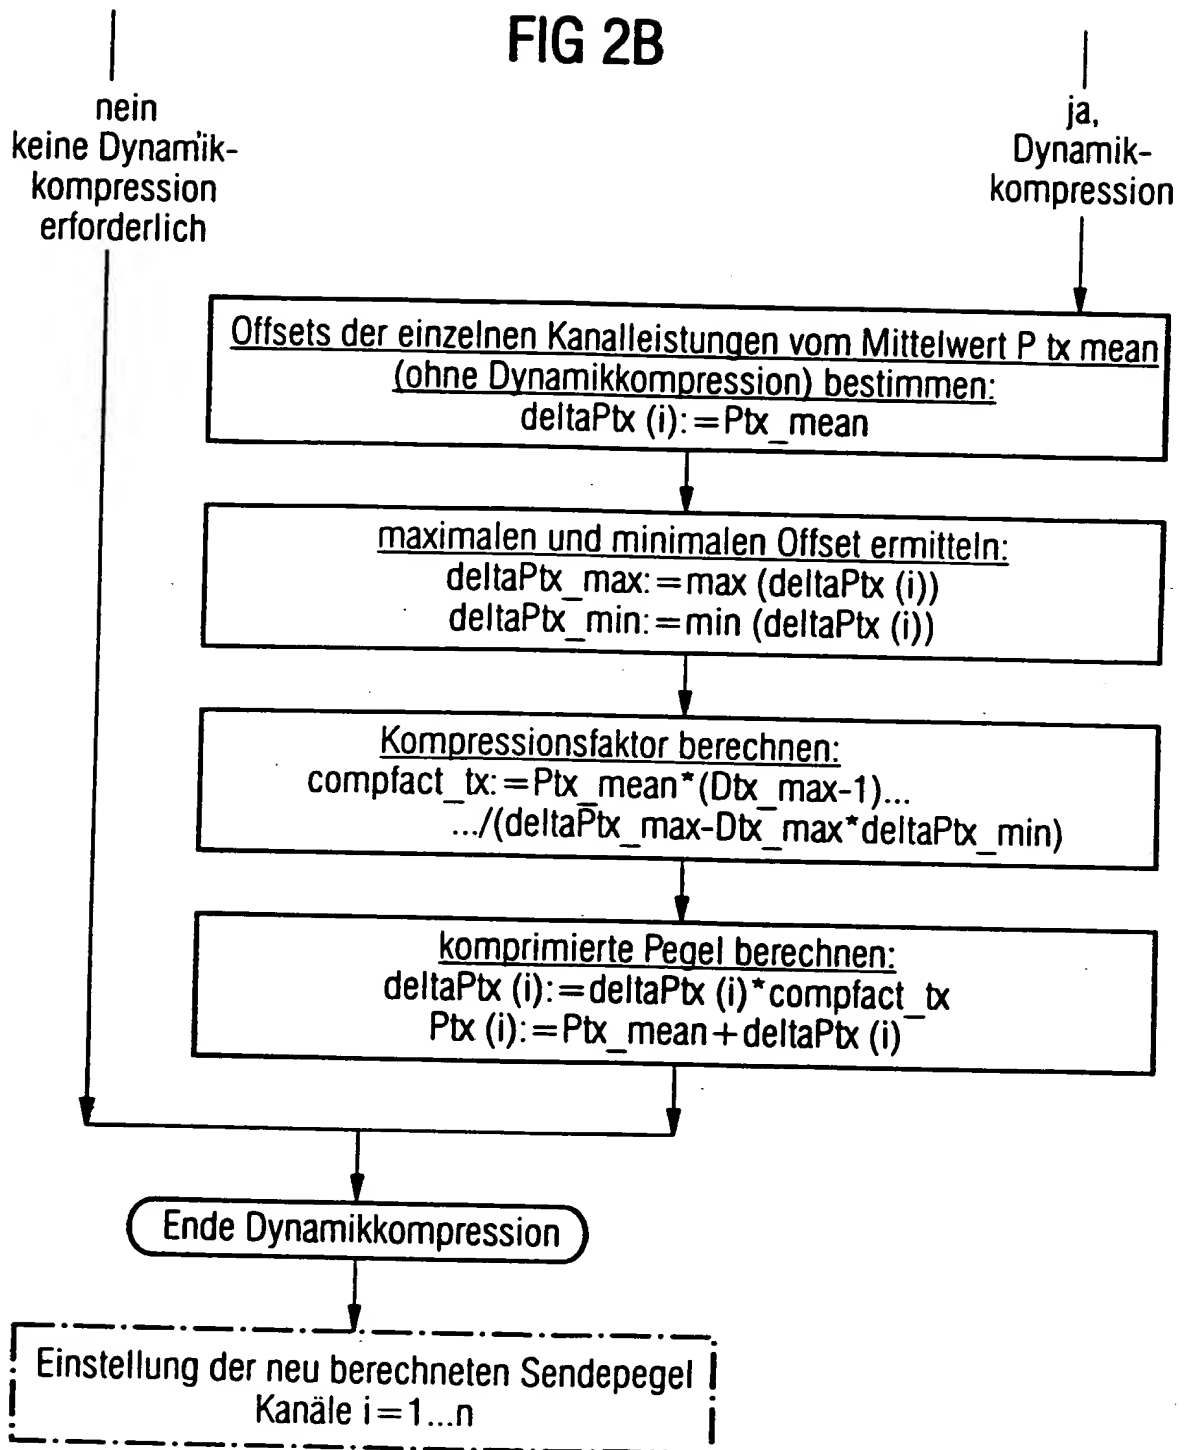 FIG 2B
nein
keine Dynamik-
kompression
erforderlich
ja,
Dynamik-
kompression
Offsets der einzelnen Kanalleistungen vom Mittelwert P tx mean
(ohne Dynamikkompression) bestimmen:
deltaPtx (i):=Ptx_mean
maximalen und minimalen Offset ermitteln:
deltaPtx_max:=max (deltaPtx (i))
deltaPtx_min:=min (deltaPtx (i))
Kompressionsfaktor berechnen:
compfact_tx:=Ptx_mean*(Dtx_max-1)...
.../(deltaPtx_max-Dtx_max*deltaPtx_min)
komprimierte Pegel berechnen:
deltaPtx (i):=deltaPtx (i)*compfact_tx
Ptx (i):=Ptx_mean+deltaPtx (i)
Ende Dynamikkompression
Einstellung der neu berechneten Sendepegel
Kanäle i=1...n